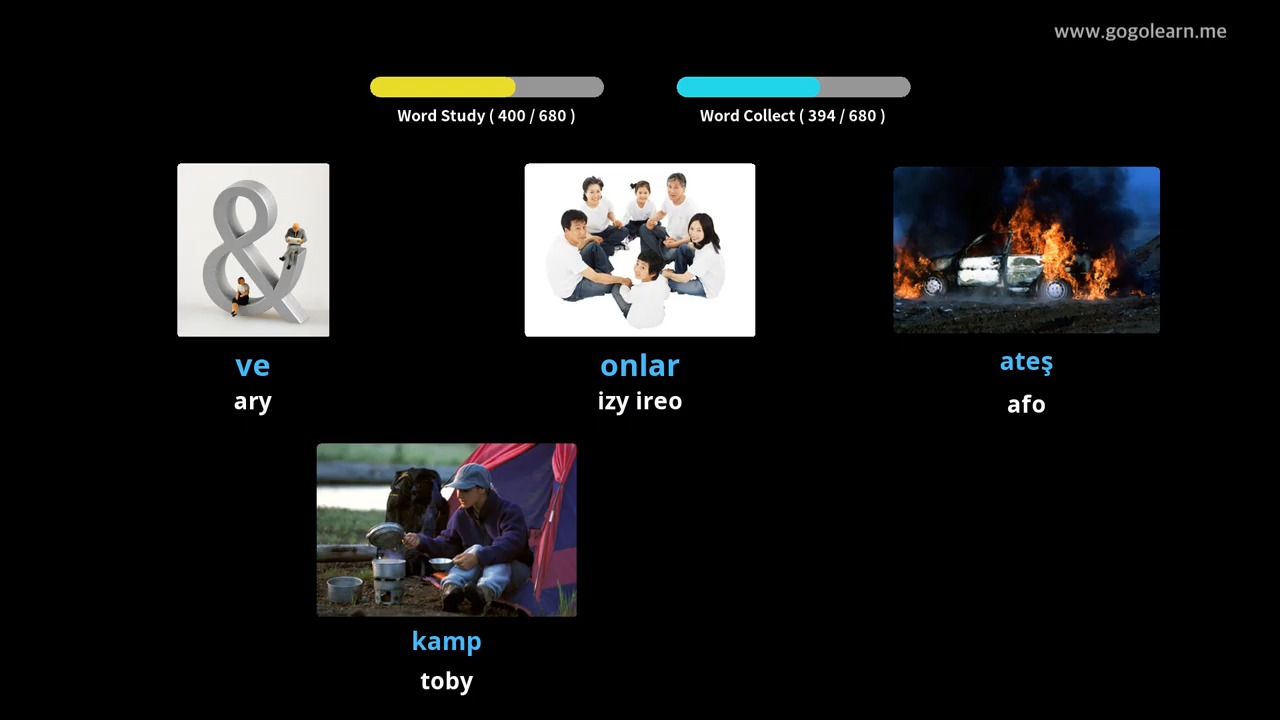 www.gogolearn.me
Word Study ( 400 / 680 )
Word Collect ( 394 / 680 )
&
ve
ary
onlar
izy ireo
ateş
afo
kamp
toby